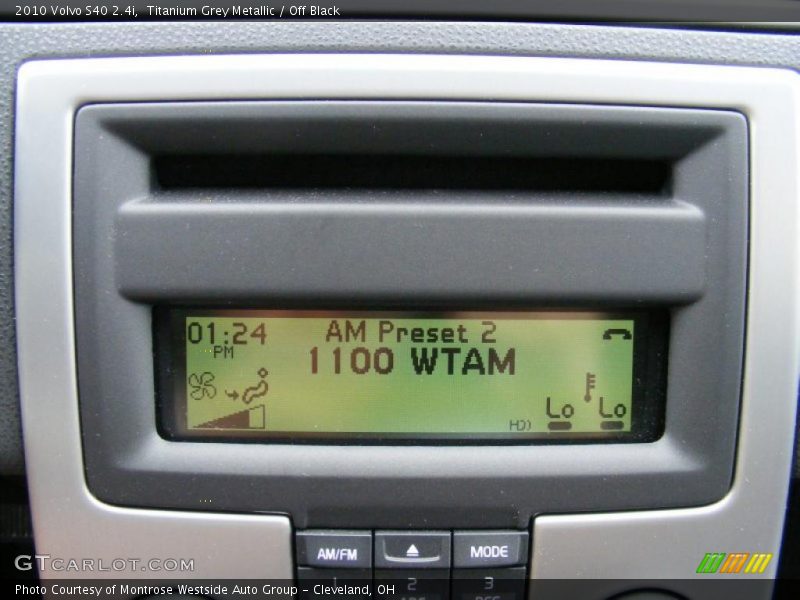 2010 Volvo S40 2.4i, Titanium Grey Metallic / Off Black
01:24 AM Preset 2
PM
1100 WTAM
Lo Lo
HD)
AM/FM MODE
1 2 3
GTCARLOT.COM
Photo Courtesy of Montrose Westside Auto Group - Cleveland, OH